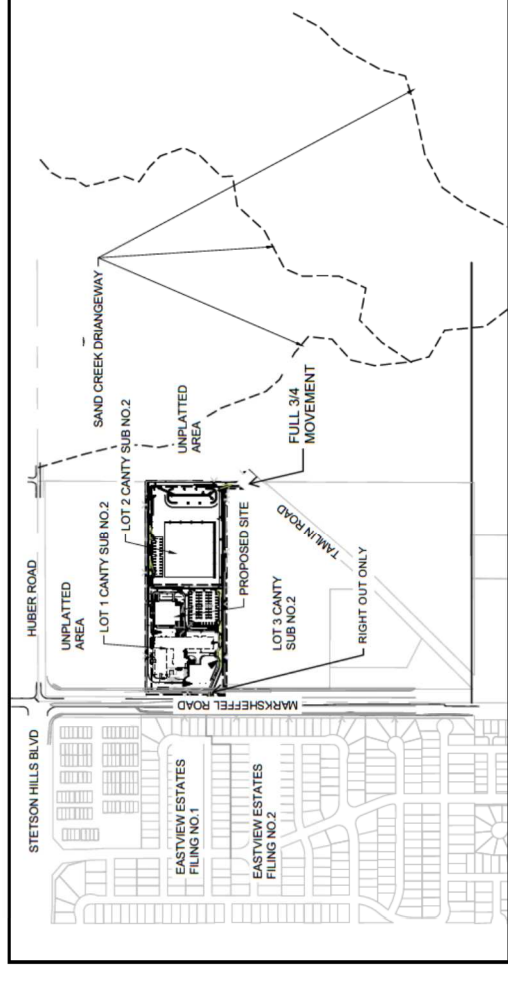 STETSON HILLS BLVD
HUBER ROAD
UNPLATTED
AREA
LOT 1 CANTY SUB NO.2
LOT 2 CANTY SUB NO.2
SAND CREEK DRIANGEWAY
UNPLATTED
AREA
FULL 3/4
MOVEMENT
PROPOSED SITE
TAMLIN ROAD
LOT 3 CANTY
SUB NO.2
RIGHT OUT ONLY
MARKSHEFFEL ROAD
EASTVIEW ESTATES
FILING NO.1
EASTVIEW ESTATES
FILING NO.2